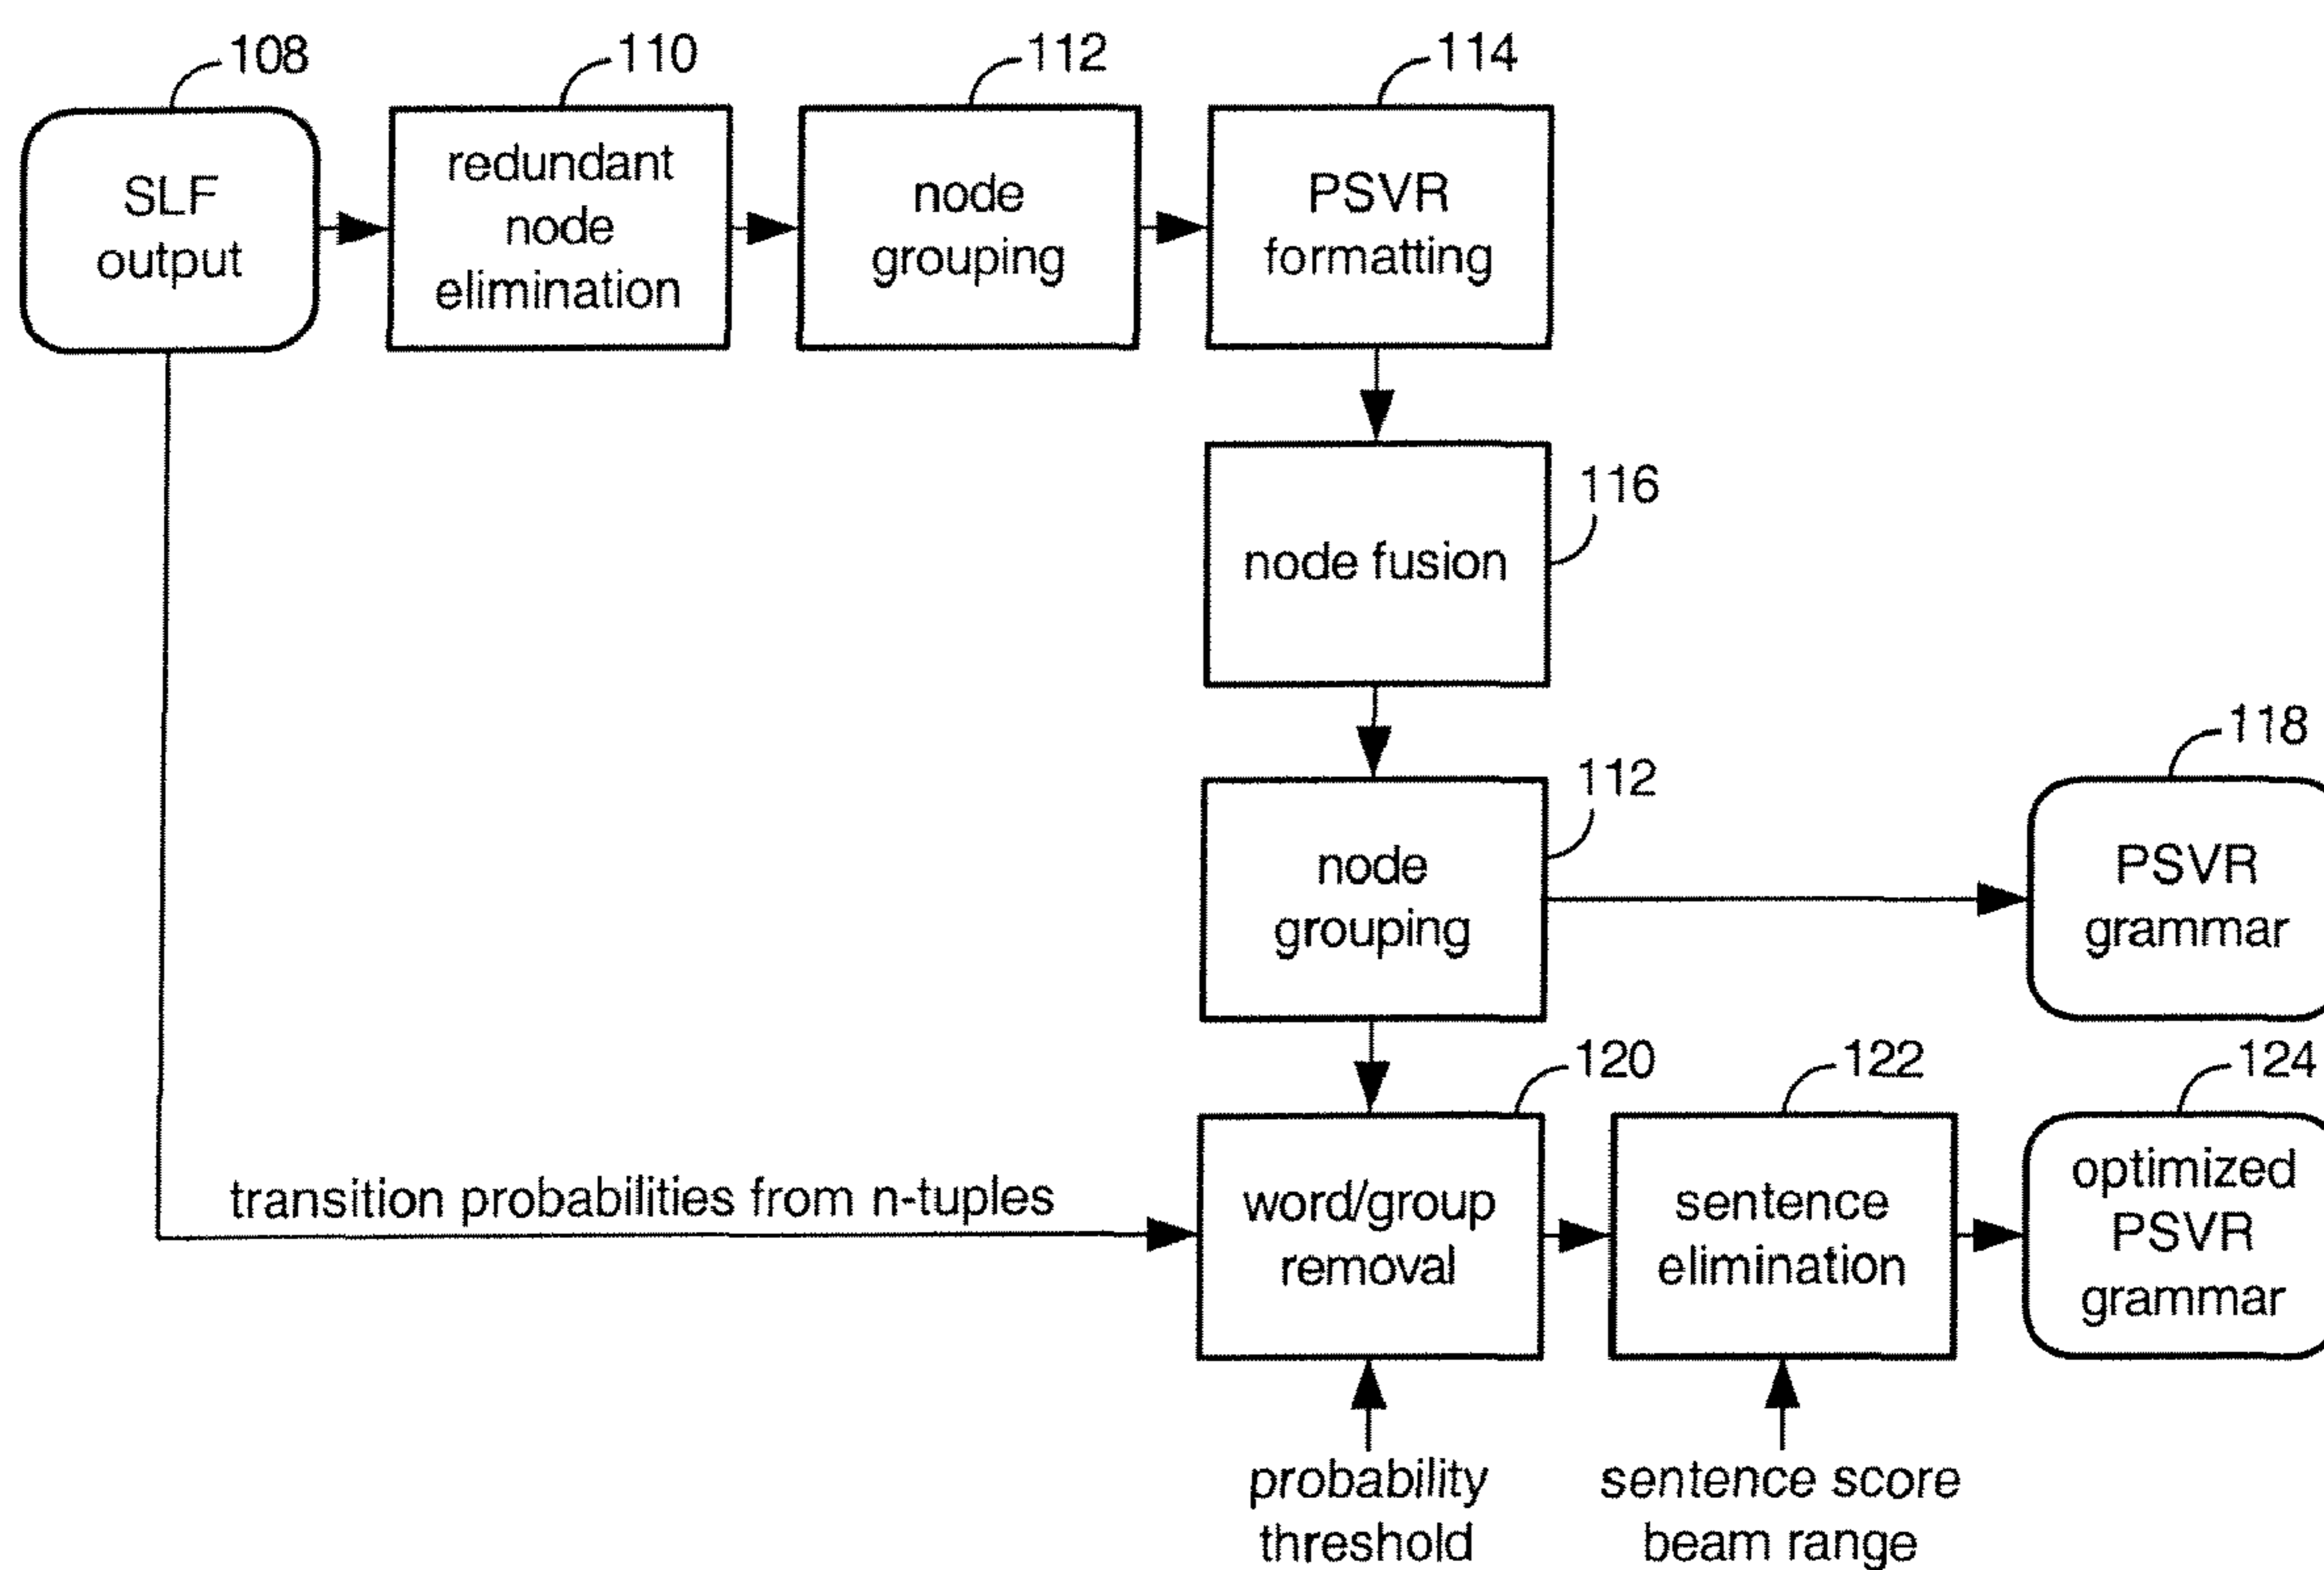 108
110
112
114
SLF
output
redundant
node
elimination
node
grouping
PSVR
formatting
116
node fusion
118
112
node
grouping
PSVR
grammar
120
122
124
transition probabilities from n-tuples
word/group
removal
sentence
elimination
optimized
PSVR
grammar
probability
threshold
sentence score
beam range